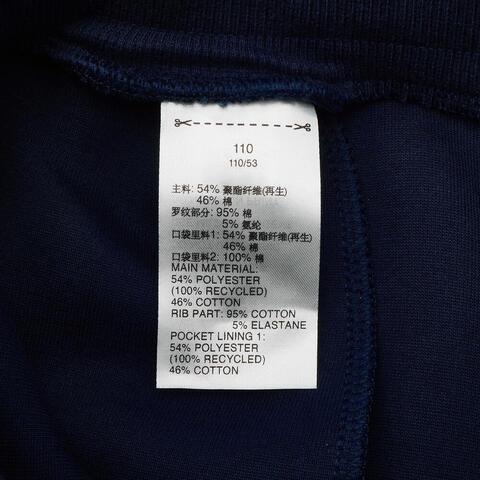 110
110/53
主料: 54% 聚酯纤维(再生)
46% 棉
罗纹部分: 95% 棉
5% 氨纶
口袋里料1: 54% 聚酯纤维(再生)
46% 棉
口袋里料2: 100% 棉
MAIN MATERIAL:
54% POLYESTER
(100% RECYCLED)
46% COTTON
RIB PART: 95% COTTON
5% ELASTANE
POCKET LINING 1:
54% POLYESTER
(100% RECYCLED)
46% COTTON